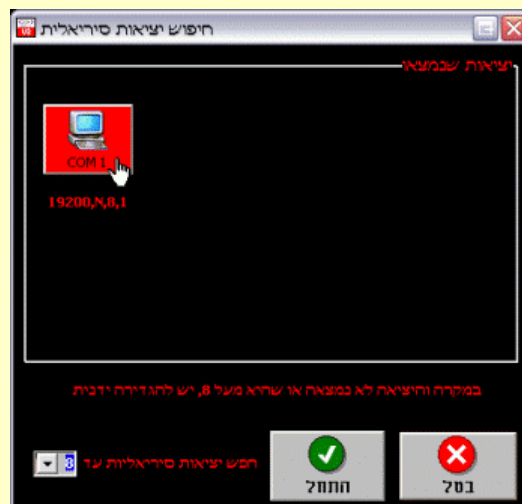 חיפוש יציאות סיריאלית
יציאות שנמצאו
COM 1
19200,N,8,1
במקרה והיציאה לא נמצאה או שהיא מעל 8, יש להגדירה ידנית
חפש יציאות סיריאליות עד 8
התחל
בטל